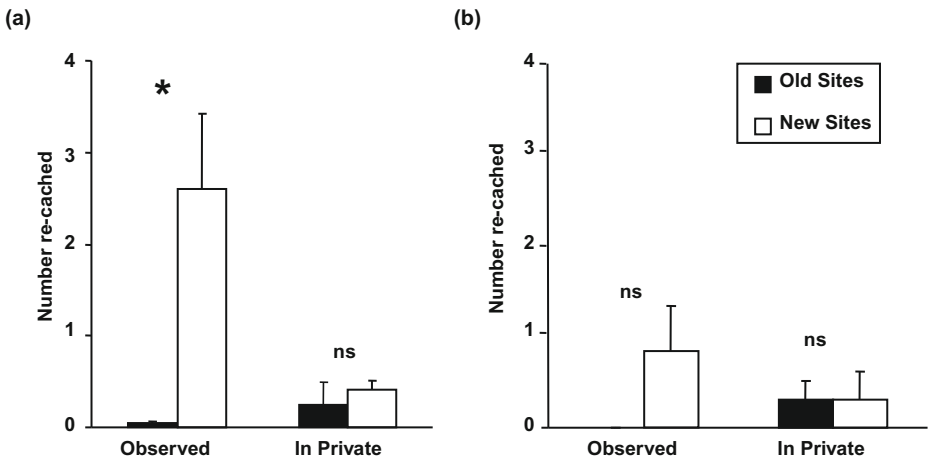 (a)
4
3
2
1
0
Number re-cached
*
ns
Observed
In Private
(b)
4
3
2
1
0
Number re-cached
ns
ns
Old Sites
New Sites
Observed
In Private